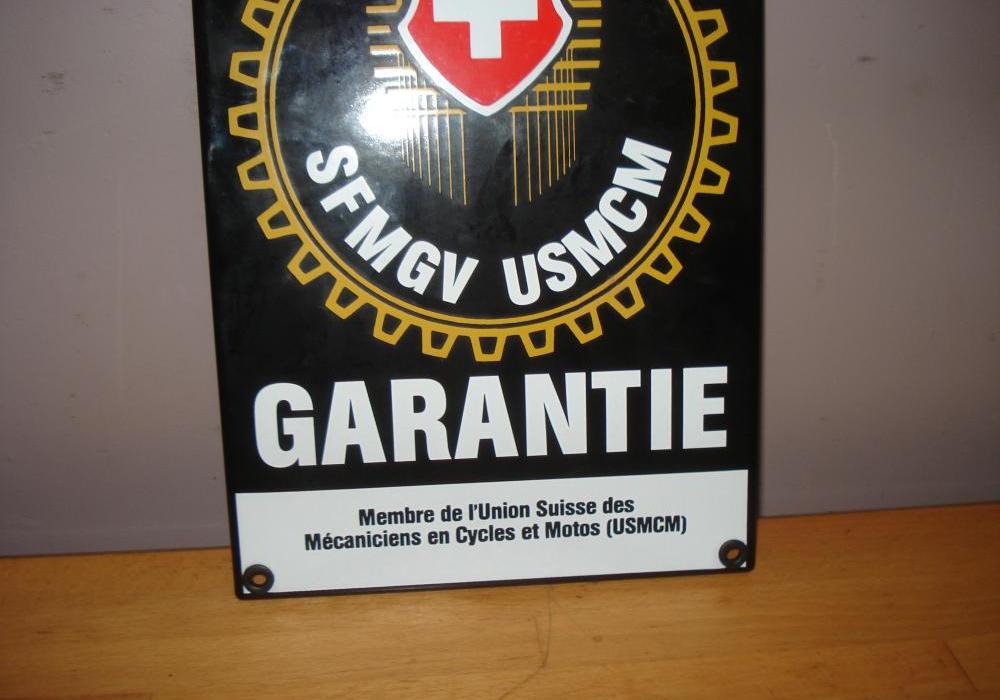 SFMGV USMCM
GARANTIE
Membre de l'Union Suisse des
Mécaniciens en Cycles et Motos (USMCM)